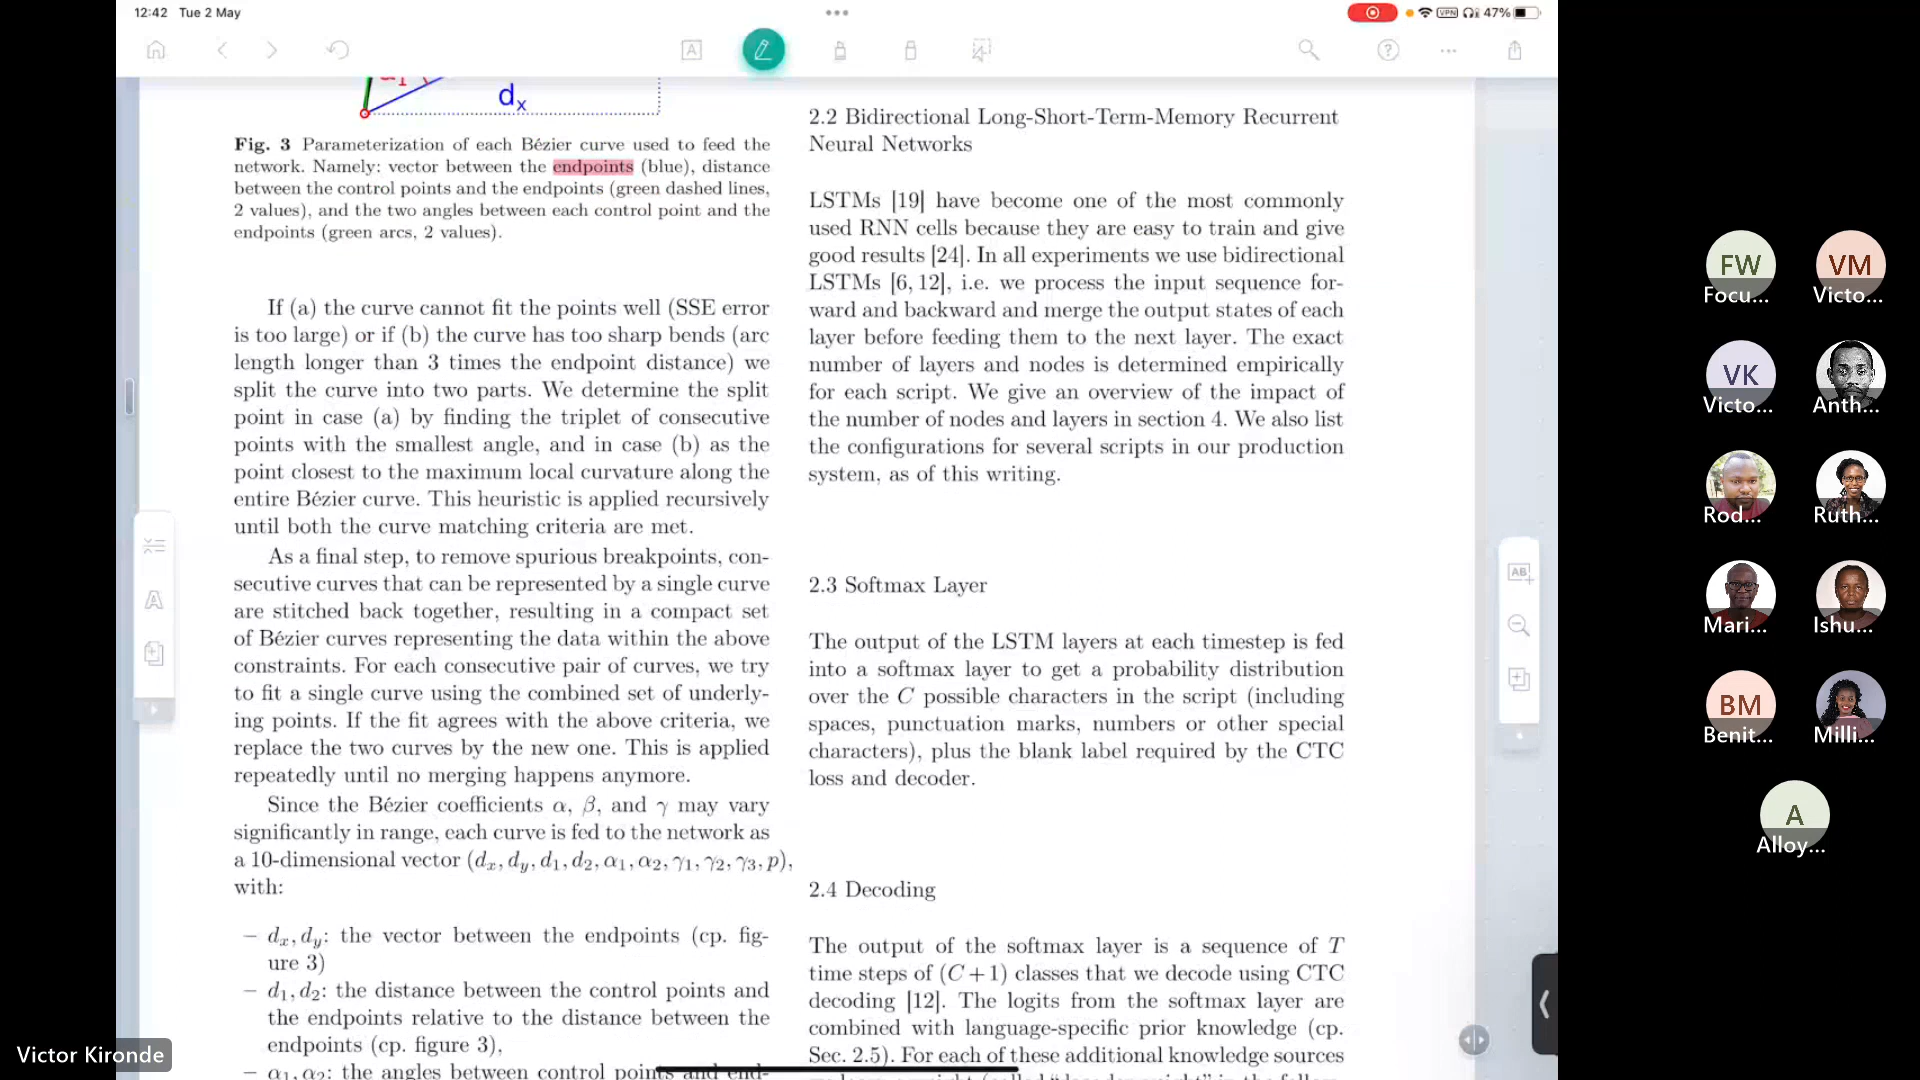 12:42 Tue 2 May
VPN
47%
A
d_x
Fig. 3 Parameterization of each Bézier curve used to feed the
network. Namely: vector between the endpoints (blue), distance
between the control points and the endpoints (green dashed lines,
2 values), and the two angles between each control point and the
endpoints (green arcs, 2 values).
If (a) the curve cannot fit the points well (SSE error
is too large) or if (b) the curve has too sharp bends (arc
length longer than 3 times the endpoint distance) we
split the curve into two parts. We determine the split
point in case (a) by finding the triplet of consecutive
points with the smallest angle, and in case (b) as the
point closest to the maximum local curvature along the
entire Bézier curve. This heuristic is applied recursively
until both the curve matching criteria are met.
As a final step, to remove spurious breakpoints, con-
secutive curves that can be represented by a single curve
are stitched back together, resulting in a compact set
of Bézier curves representing the data within the above
constraints. For each consecutive pair of curves, we try
to fit a single curve using the combined set of underly-
ing points. If the fit agrees with the above criteria, we
replace the two curves by the new one. This is applied
repeatedly until no merging happens anymore.
Since the Bézier coefficients α, β, and γ may vary
significantly in range, each curve is fed to the network as
a 10-dimensional vector (d_x, d_y, d_1, d_2, α_1, α_2, γ_1, γ_2, γ_3, p),
with:
– d_x, d_y: the vector between the endpoints (cp. fig-
ure 3)
– d_1, d_2: the distance between the control points and
the endpoints relative to the distance between the
endpoints (cp. figure 3),
– α_1, α_2: the angles between control points and end-
2.2 Bidirectional Long-Short-Term-Memory Recurrent
Neural Networks
LSTMs [19] have become one of the most commonly
used RNN cells because they are easy to train and give
good results [24]. In all experiments we use bidirectional
LSTMs [6, 12], i.e. we process the input sequence for-
ward and backward and merge the output states of each
layer before feeding them to the next layer. The exact
number of layers and nodes is determined empirically
for each script. We give an overview of the impact of
the number of nodes and layers in section 4. We also list
the configurations for several scripts in our production
system, as of this writing.
2.3 Softmax Layer
The output of the LSTM layers at each timestep is fed
into a softmax layer to get a probability distribution
over the C possible characters in the script (including
spaces, punctuation marks, numbers or other special
characters), plus the blank label required by the CTC
loss and decoder.
2.4 Decoding
The output of the softmax layer is a sequence of T
time steps of (C + 1) classes that we decode using CTC
decoding [12]. The logits from the softmax layer are
combined with language-specific prior knowledge (cp.
Sec. 2.5). For each of these additional knowledge sources
A
AB
FW
Focu...
VM
Victo...
VK
Victo...
Anth...
Rod...
Ruth...
Mari...
Ishu...
BM
Benit...
Milli...
A
Alloy...
Victor Kironde